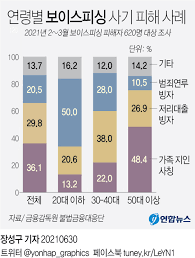 연령별 보이스피싱 사기 피해 사례
2021년 2~3월 보이스피싱 피해자 620명 대상 조사
13.7 16.2 12.0 14.2 기타
20.5 50.0 28.0 10.5 범죄연루빙자
29.8 20.6 38.0 26.9 저리대출빙자
36.1 13.2 22.0 48.4 가족 지인 사칭
전체 20대 이하 30-40대 50대 이상
자료/금융감독원 불법금융대응단
연합뉴스
장성구 기자 20210630
트위터 @yonhap_graphics 페이스북 tuney.kr/LeYN1